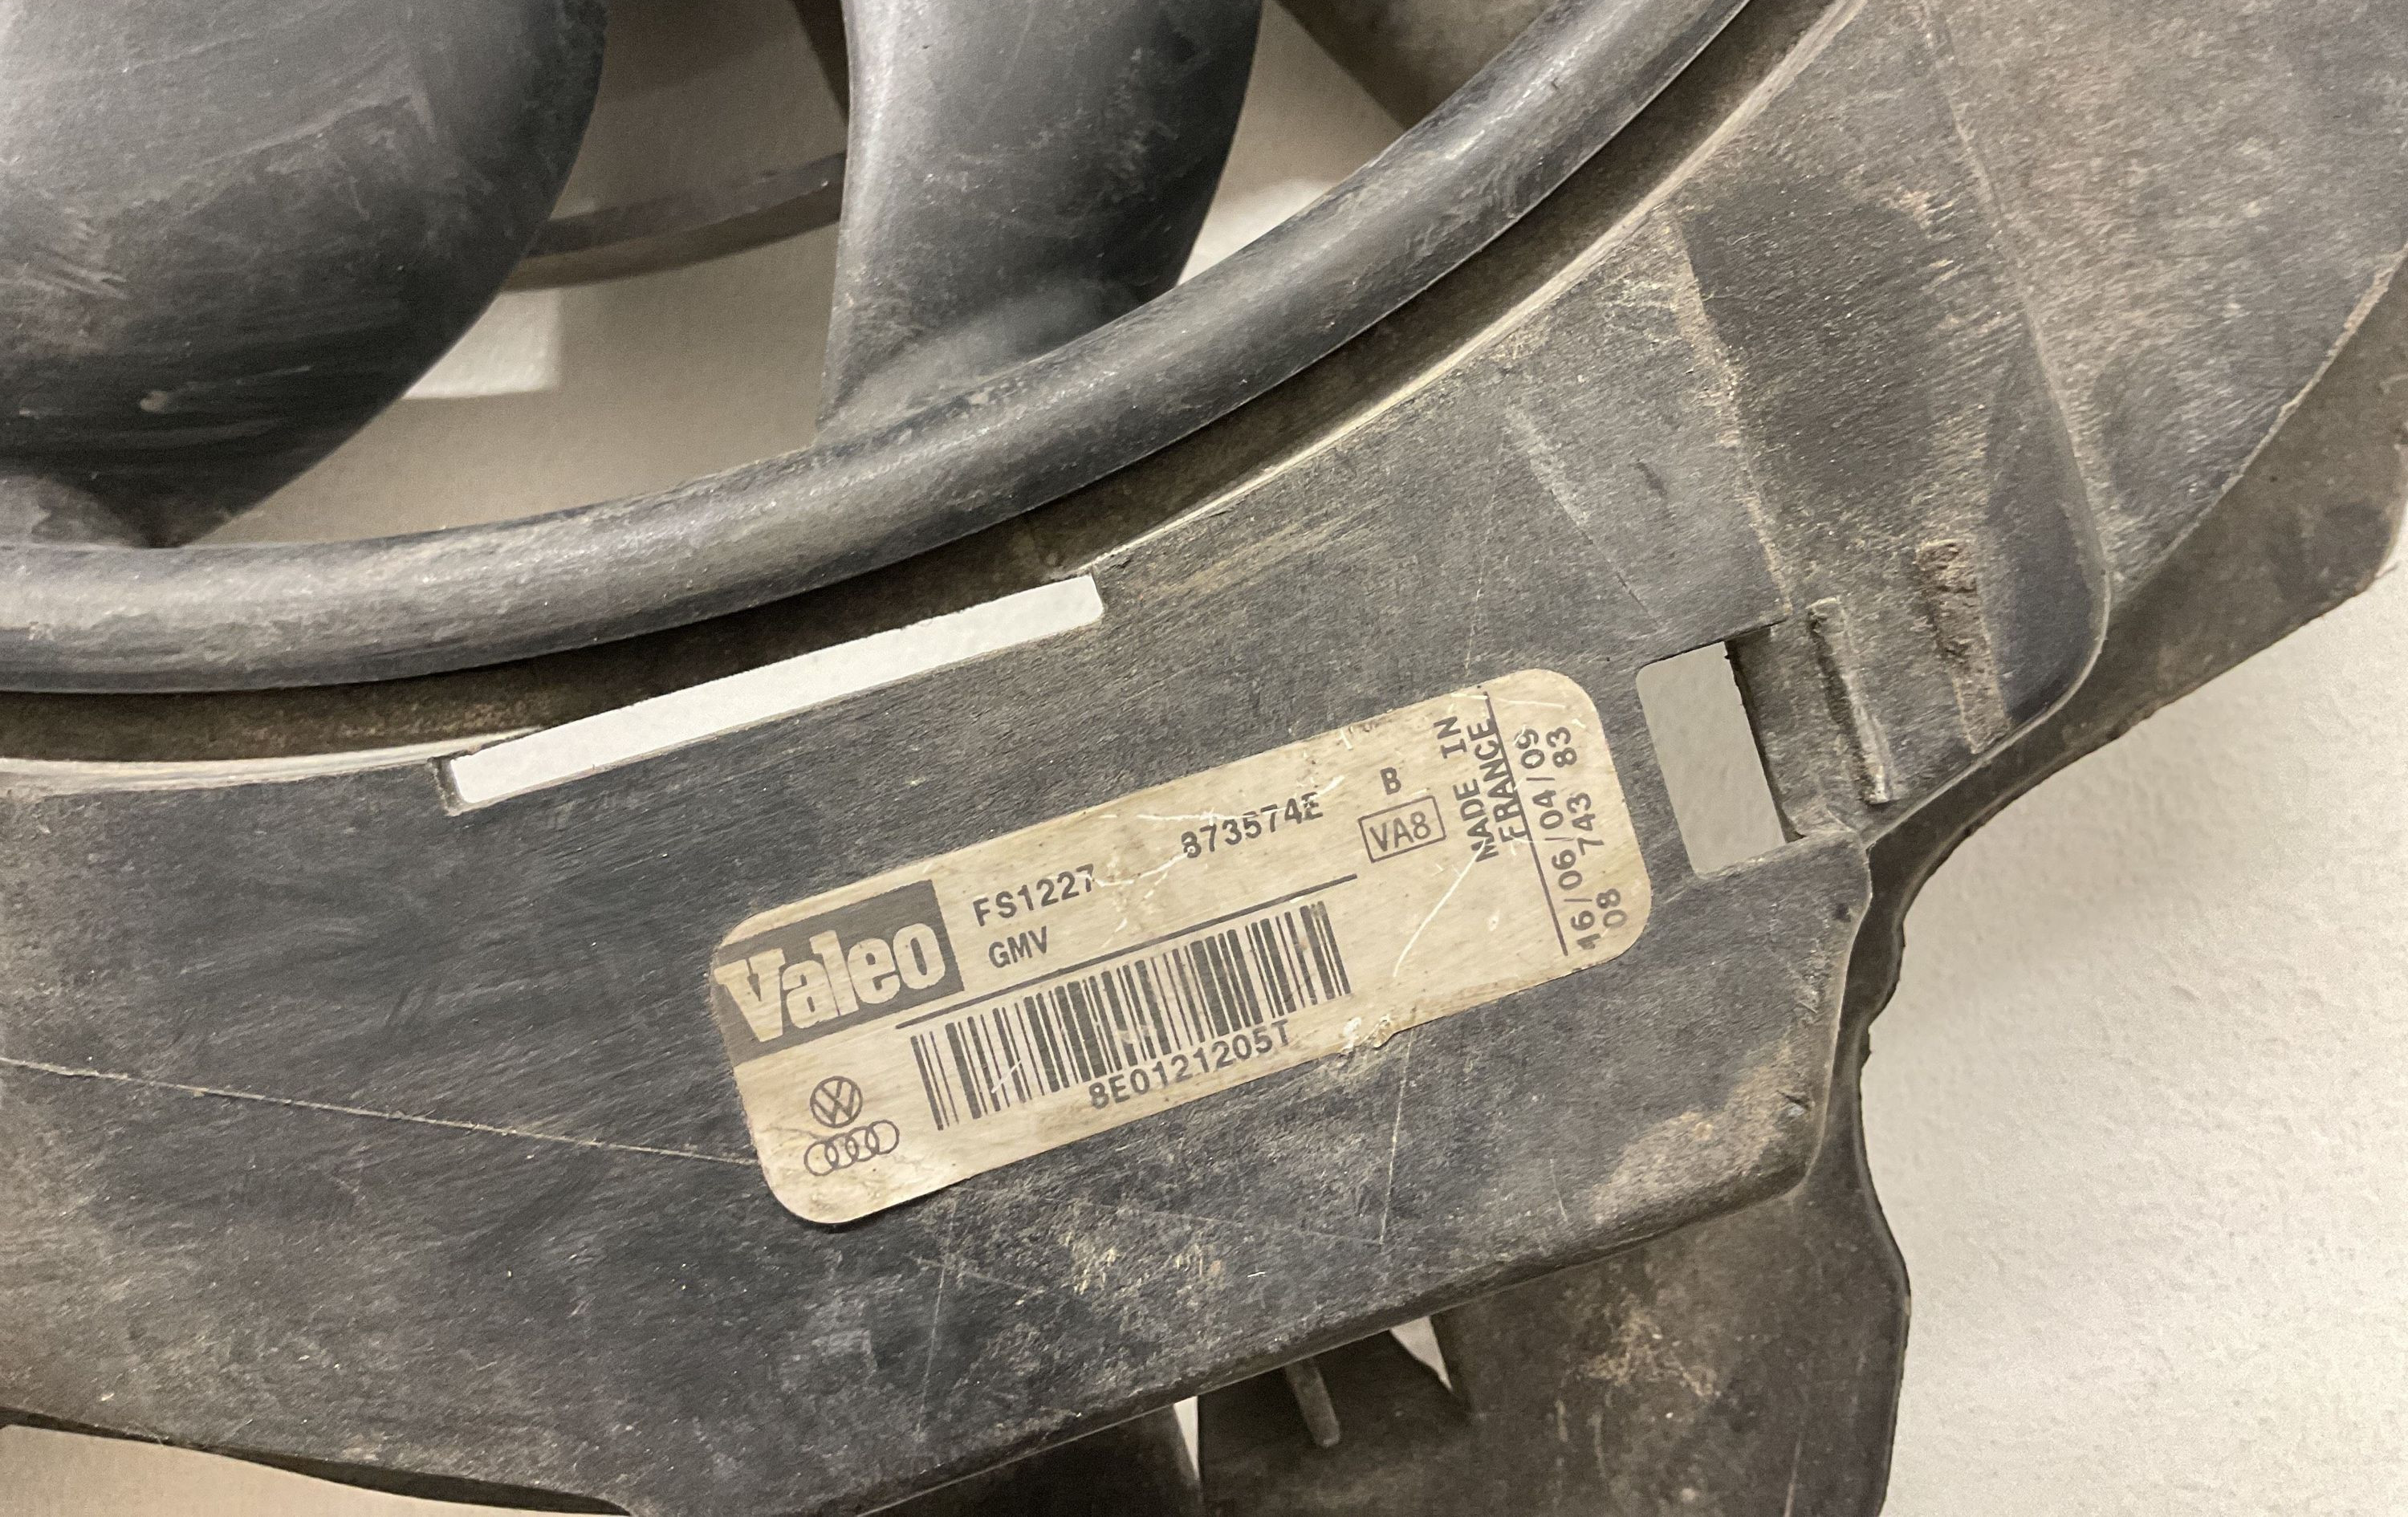 Valeo
FS1227 873574E
GMV
B
VA8
8E0121205T
MADE IN
FRANCE
16/06/04/09
08 743 83